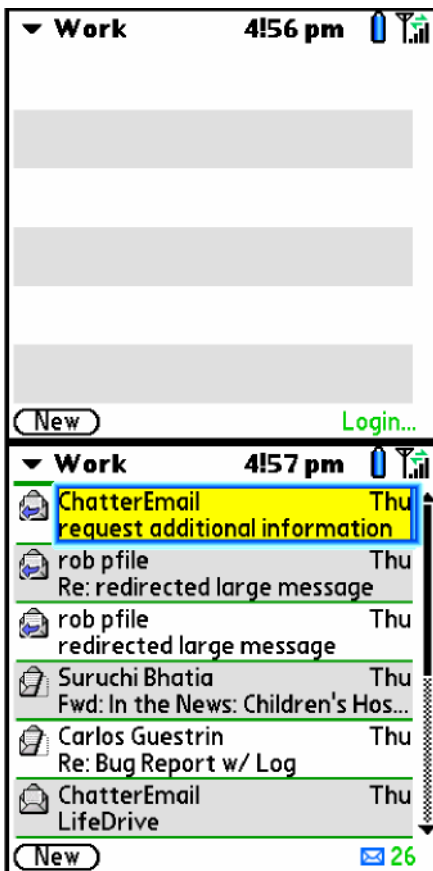 Work 4:56 pm
New Login...
Work 4:57 pm
ChatterEmail Thu
request additional information
rob pfile Thu
Re: redirected large message
rob pfile Thu
redirected large message
Suruchi Bhatia Thu
Fwd: In the News: Children's Hos...
Carlos Guestrin Thu
Re: Bug Report w/ Log
ChatterEmail Thu
LifeDrive
New 26